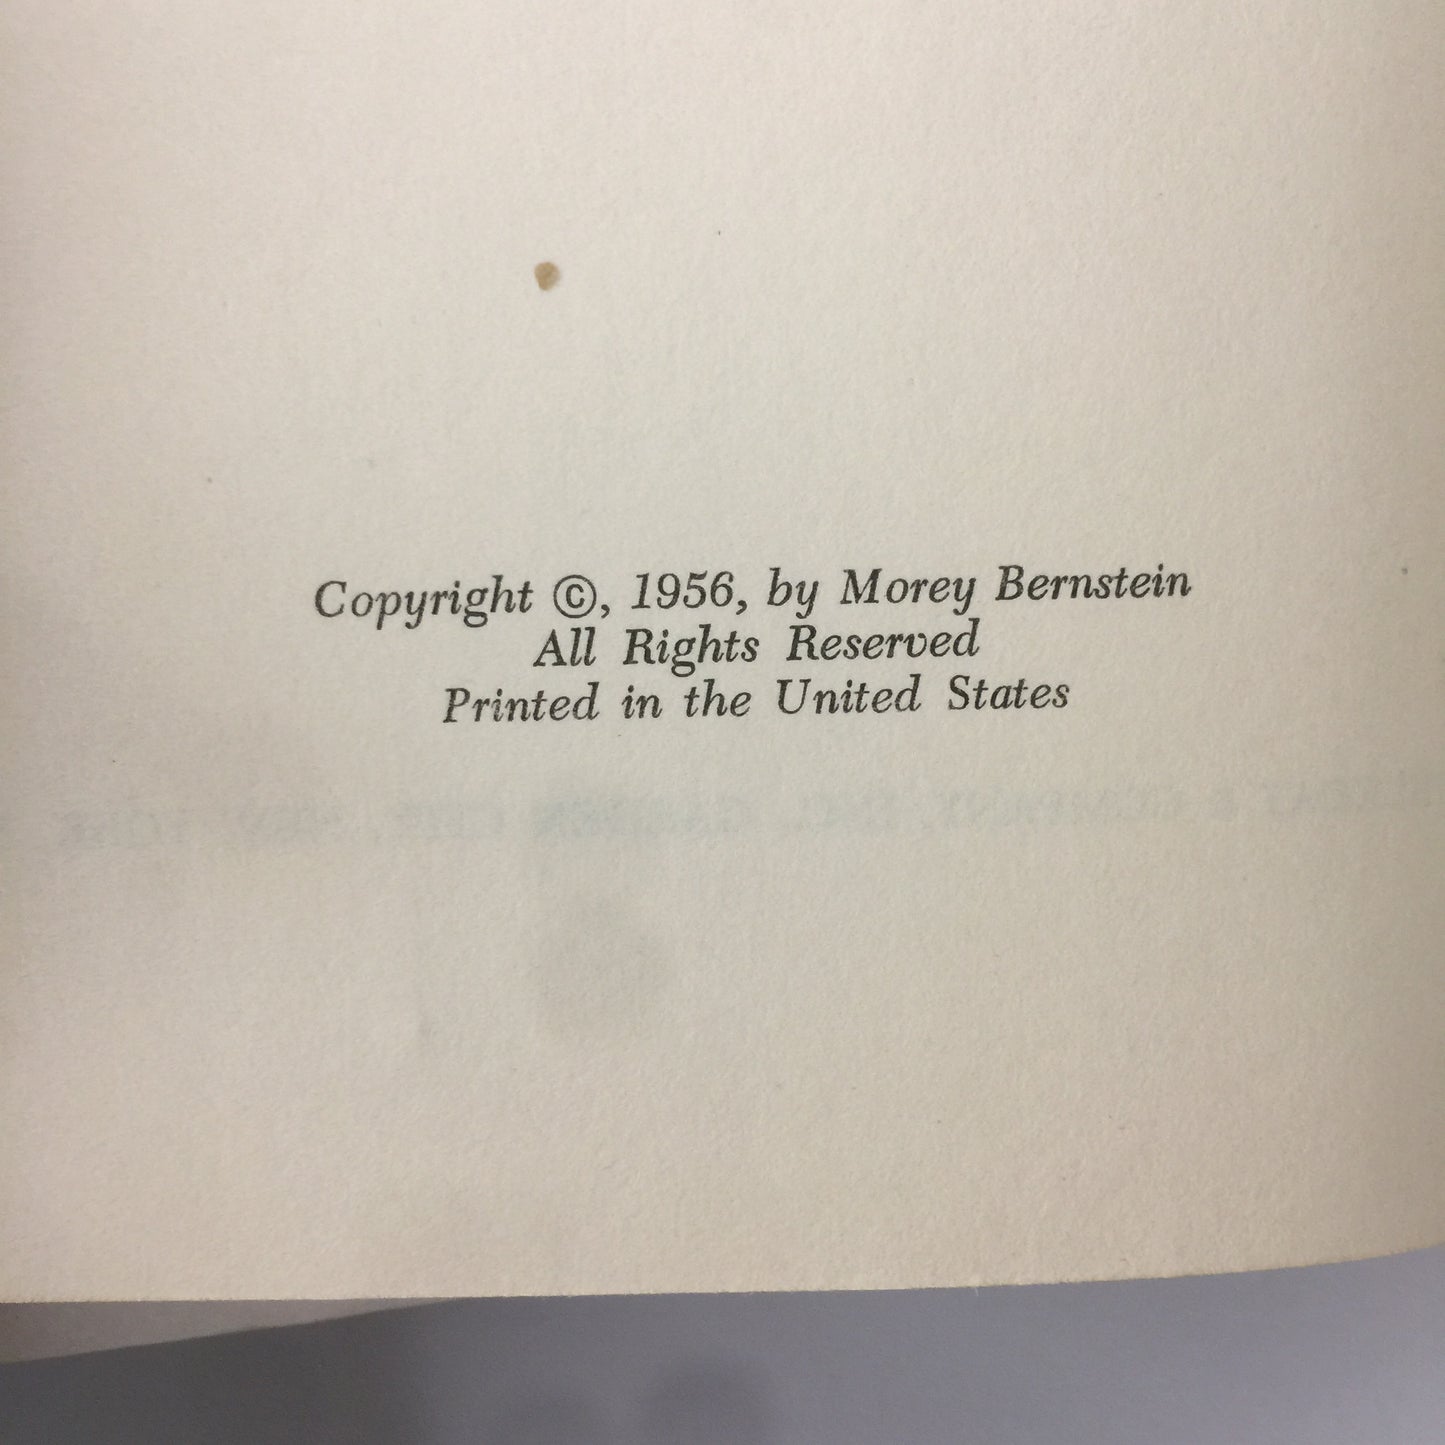 Copyright ©, 1956, by Morey Bernstein
All Rights Reserved
Printed in the United States